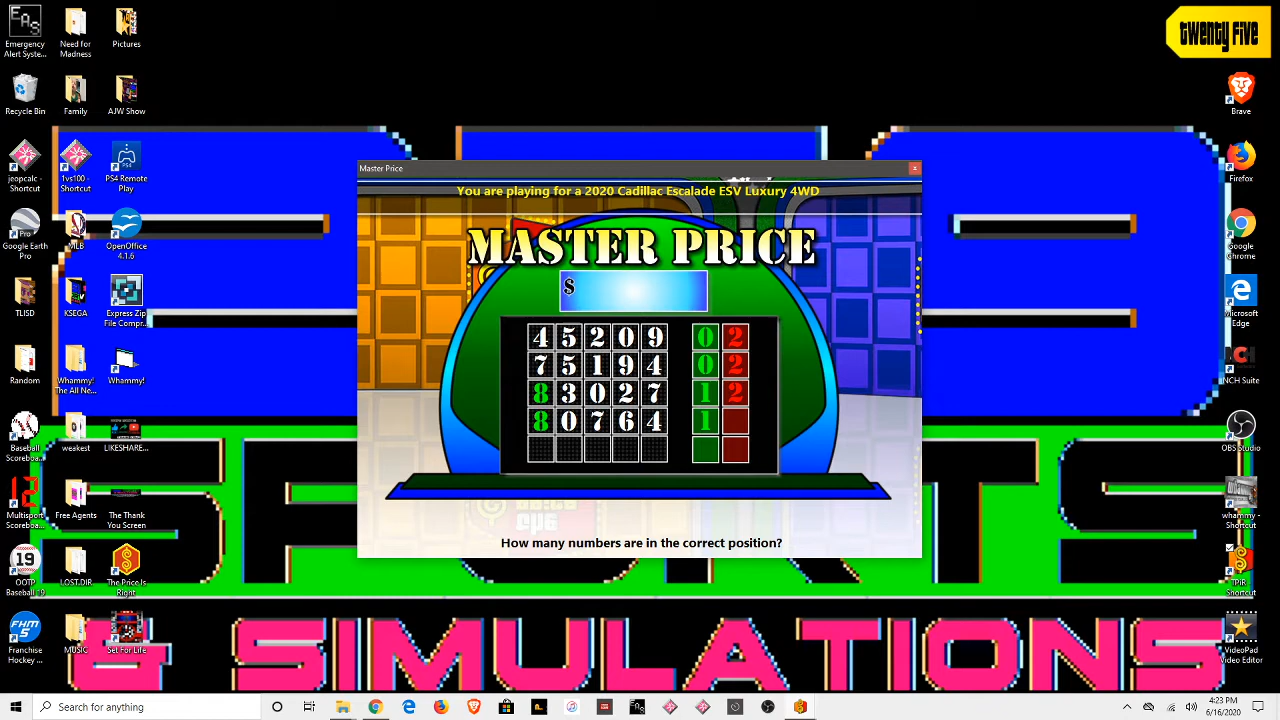 Emergency
Alert Syste...
Need for
Madness
Pictures
twenty five
Recycle Bin
Family
AJW Show
Brave
jeopcalc -
Shortcut
1vs100 -
Shortcut
PS4 Remote
Play
Firefox
Google Earth
Pro
MLB
OpenOffice
4.1.6
Google
Chrome
TLISD
KSEGA
Express Zip
File Compr...
Microsoft
Edge
Random
Whammy!
The All Ne...
Whammy!
NCH Suite
Baseball
Scoreboa...
weakest
LIKESHARE...
OBS Studio
Multisport
Scoreboa...
Free Agents
The Thank
You Screen
whammy -
Shortcut
OOTP
Baseball 19
LOST.DIR
The Price Is
Right
TPiR
Shortcut
Franchise
Hockey ...
MUSIC
Set For Life
VideoPad
Video Editor
Master Price
You are playing for a 2020 Cadillac Escalade ESV Luxury 4WD
MASTER PRICE
$
4 5 2 0 9 0 2
7 5 1 9 4 0 2
8 3 0 2 7 1 2
8 0 7 6 4 1
How many numbers are in the correct position?
SPORTS
& SIMULATIONS
Search for anything
4:23 PM
6/16/2020